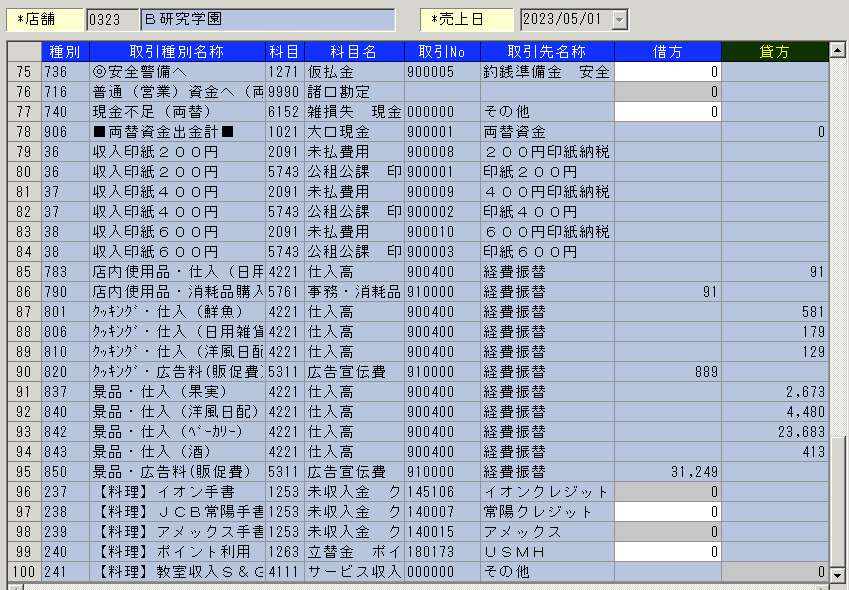 *店舗 0323 Ｂ研究学園 *売上日 2023/05/01
種別 取引種別名称 科目 科目名 取引No 取引先名称 借方 貸方
75 736 ◎安全警備へ 1271 仮払金 900005 釣銭準備金　安全 0
76 716 普通（営業）資金へ（両 9990 諸口勘定 0
77 740 現金不足（両替） 6152 雑損失　現金 000000 その他 0
78 906 ■両替資金出金計■ 1021 大口現金 900001 両替資金 0
79 36 収入印紙２００円 2091 未払費用 900008 ２００円印紙納税
80 36 収入印紙２００円 5743 公租公課　印 900001 印紙２００円
81 37 収入印紙４００円 2091 未払費用 900009 ４００円印紙納税
82 37 収入印紙４００円 5743 公租公課　印 900002 印紙４００円
83 38 収入印紙６００円 2091 未払費用 900010 ６００円印紙納税
84 38 収入印紙６００円 5743 公租公課　印 900003 印紙６００円
85 783 店内使用品・仕入（日用 4221 仕入高 900400 経費振替 91
86 790 店内使用品・消耗品購入 5761 事務・消耗品 910000 経費振替 91
87 801 ｸｯｷﾝｸﾞ・仕入（鮮魚） 4221 仕入高 900400 経費振替 581
88 806 ｸｯｷﾝｸﾞ・仕入（日用雑貨 4221 仕入高 900400 経費振替 179
89 810 ｸｯｷﾝｸﾞ・仕入（洋風日配 4221 仕入高 900400 経費振替 129
90 820 ｸｯｷﾝｸﾞ・広告料(販促費) 5311 広告宣伝費 910000 経費振替 889
91 837 景品・仕入（果実） 4221 仕入高 900400 経費振替 2,673
92 840 景品・仕入（洋風日配） 4221 仕入高 900400 経費振替 4,480
93 842 景品・仕入（ﾍﾞｰｶﾘｰ） 4221 仕入高 900400 経費振替 23,683
94 843 景品・仕入（酒） 4221 仕入高 900400 経費振替 413
95 850 景品・広告料(販促費） 5311 広告宣伝費 910000 経費振替 31,249
96 237 【料理】イオン手書 1253 未収入金　ク 145106 イオンクレジット 0
97 238 【料理】ＪＣＢ常陽手書 1253 未収入金　ク 140007 常陽クレジット 0
98 239 【料理】アメックス手書 1253 未収入金　ク 140015 アメックス 0
99 240 【料理】ポイント利用 1263 立替金　ポイ 180173 ＵＳＭＨ 0
100 241 【料理】教室収入Ｓ＆Ｇ 4111 サービス収入 000000 その他 0